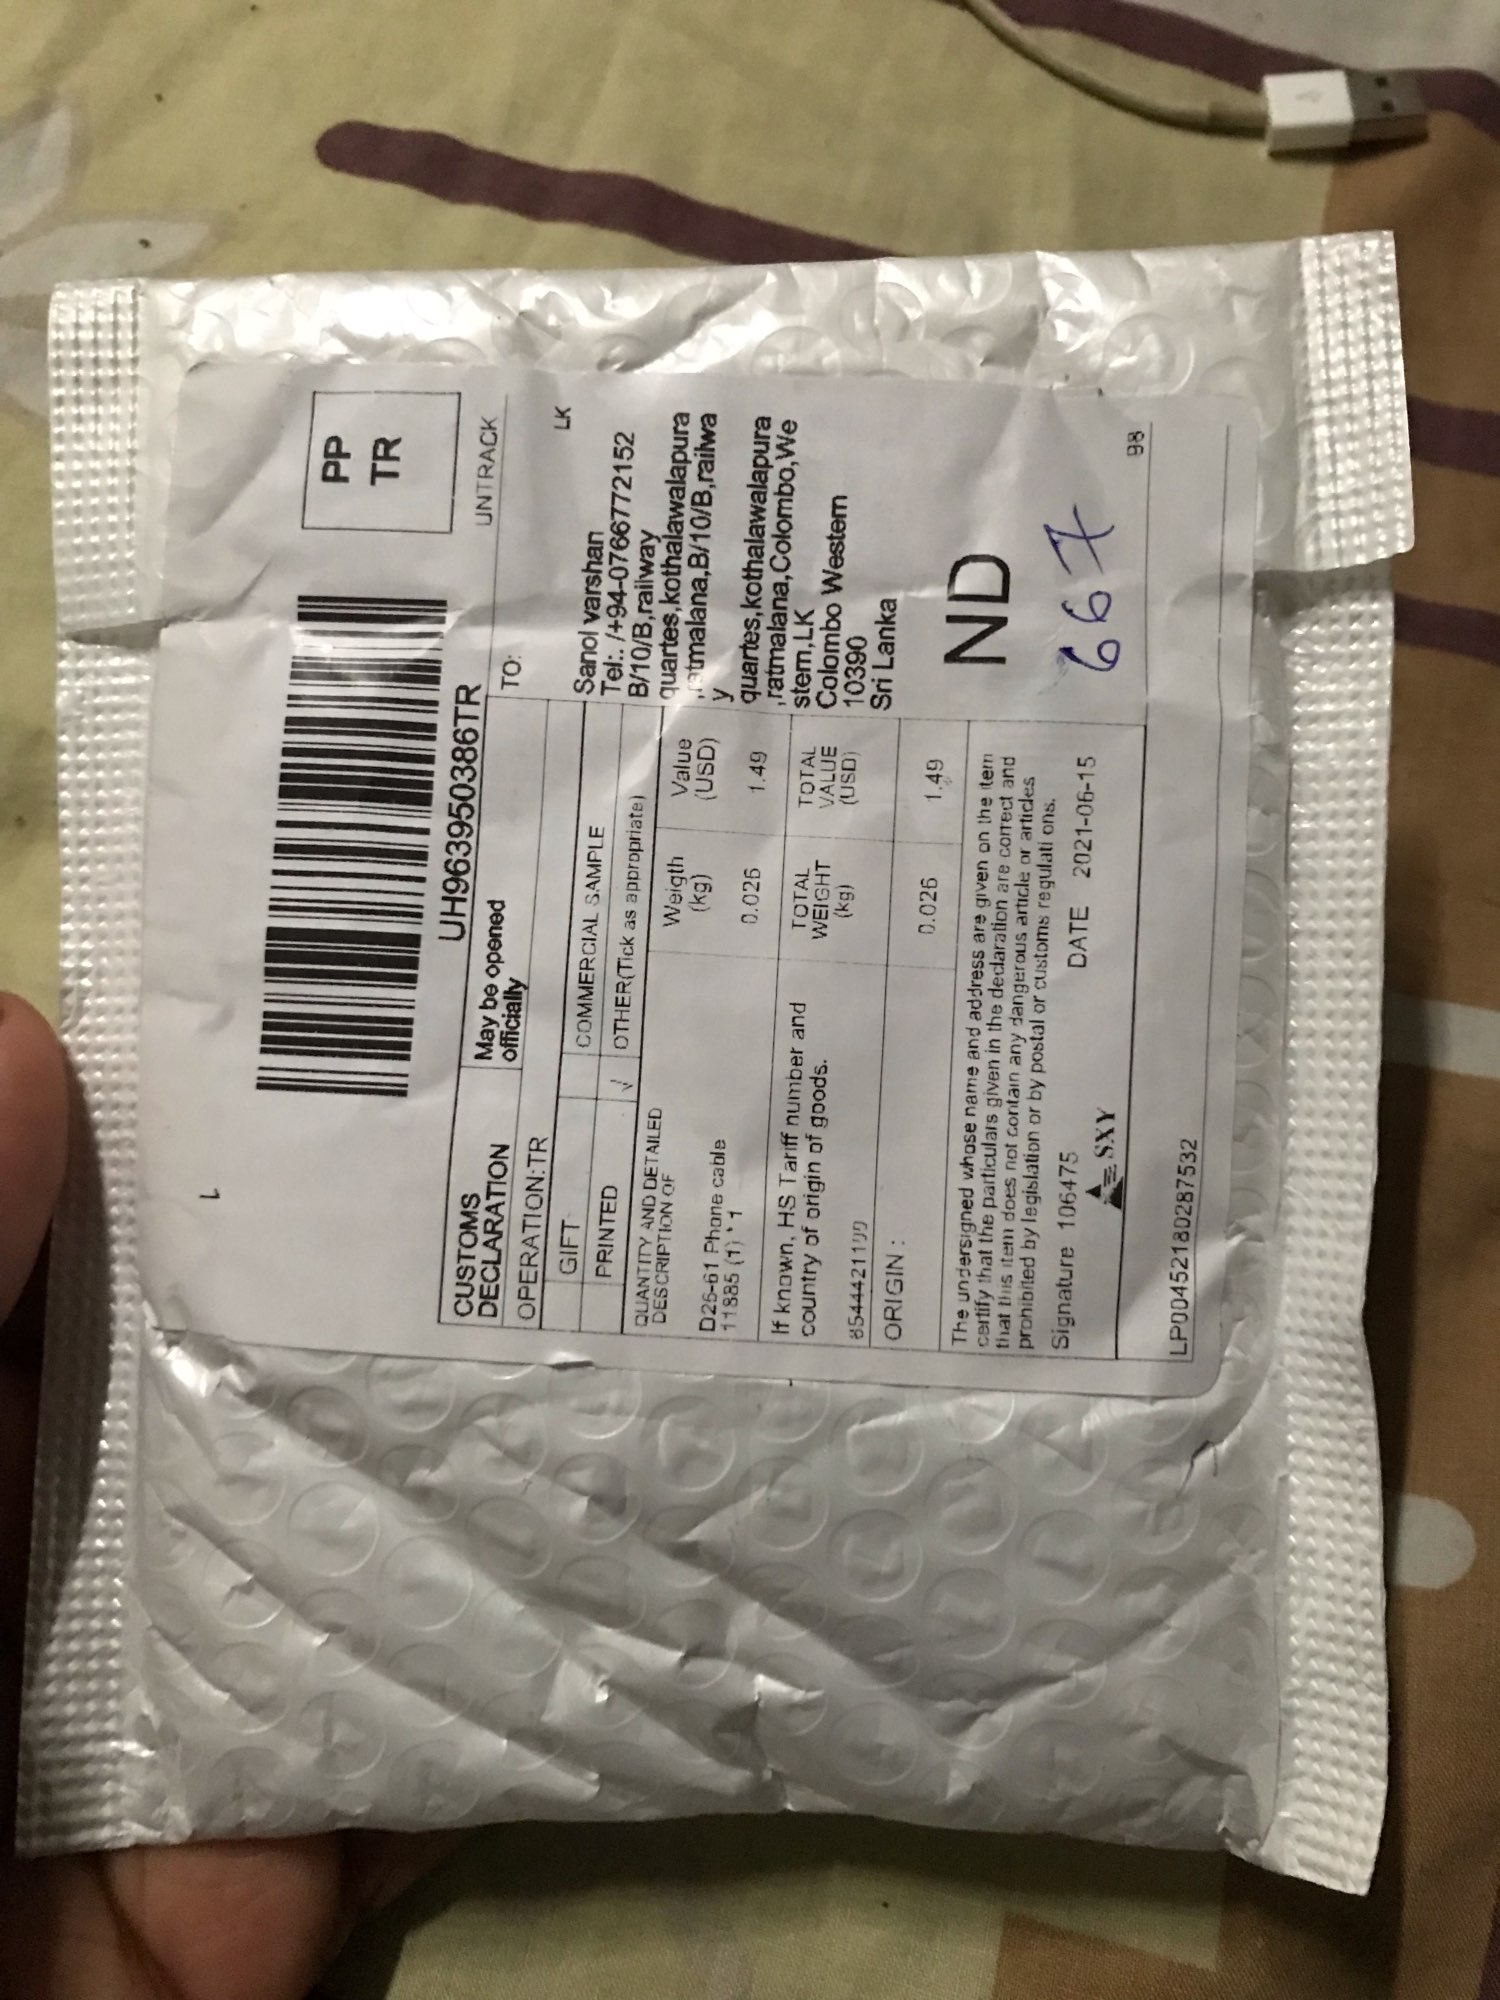 PP
TR
UH963950386TR
UNTRACK
CUSTOMS
DECLARATION
May be opened
officially
TO:
LK
OPERATION:TR
GIFT
COMMERCIAL SAMPLE
PRINTED
√
OTHER(Tick as appropriate)
QUANTITY AND DETAILED
DESCRIPTION OF
Weigth
(kg)
Value
(USD)
D25-61 Phone cable
11885 (1) * 1
0.026
1.49
If known, HS Tariff number and
country of origin of goods.
TOTAL
WEIGHT
(kg)
TOTAL
VALUE
(USD)
ORIGIN :
0.026
1.49
Sanol varshan
Tel:. /+94-0766772152
B/10/B,railway
quartes,kothalawalapura
,ratmalana,B/10/B,railwa
y
quartes,kothalawalapura
,ratmalana,Colombo,We
stern,LK
Colombo Western
10390
Sri Lanka
ND
667
The undersigned whose name and address are given on the item
certify that the particulars given in the declaration are correct and
that this item does not contain any dangerous article or articles
prohibited by legislation or by postal or customs regulati ons.
Signature 106475
DATE 2021-06-15
SXY
98
LP00452180287532